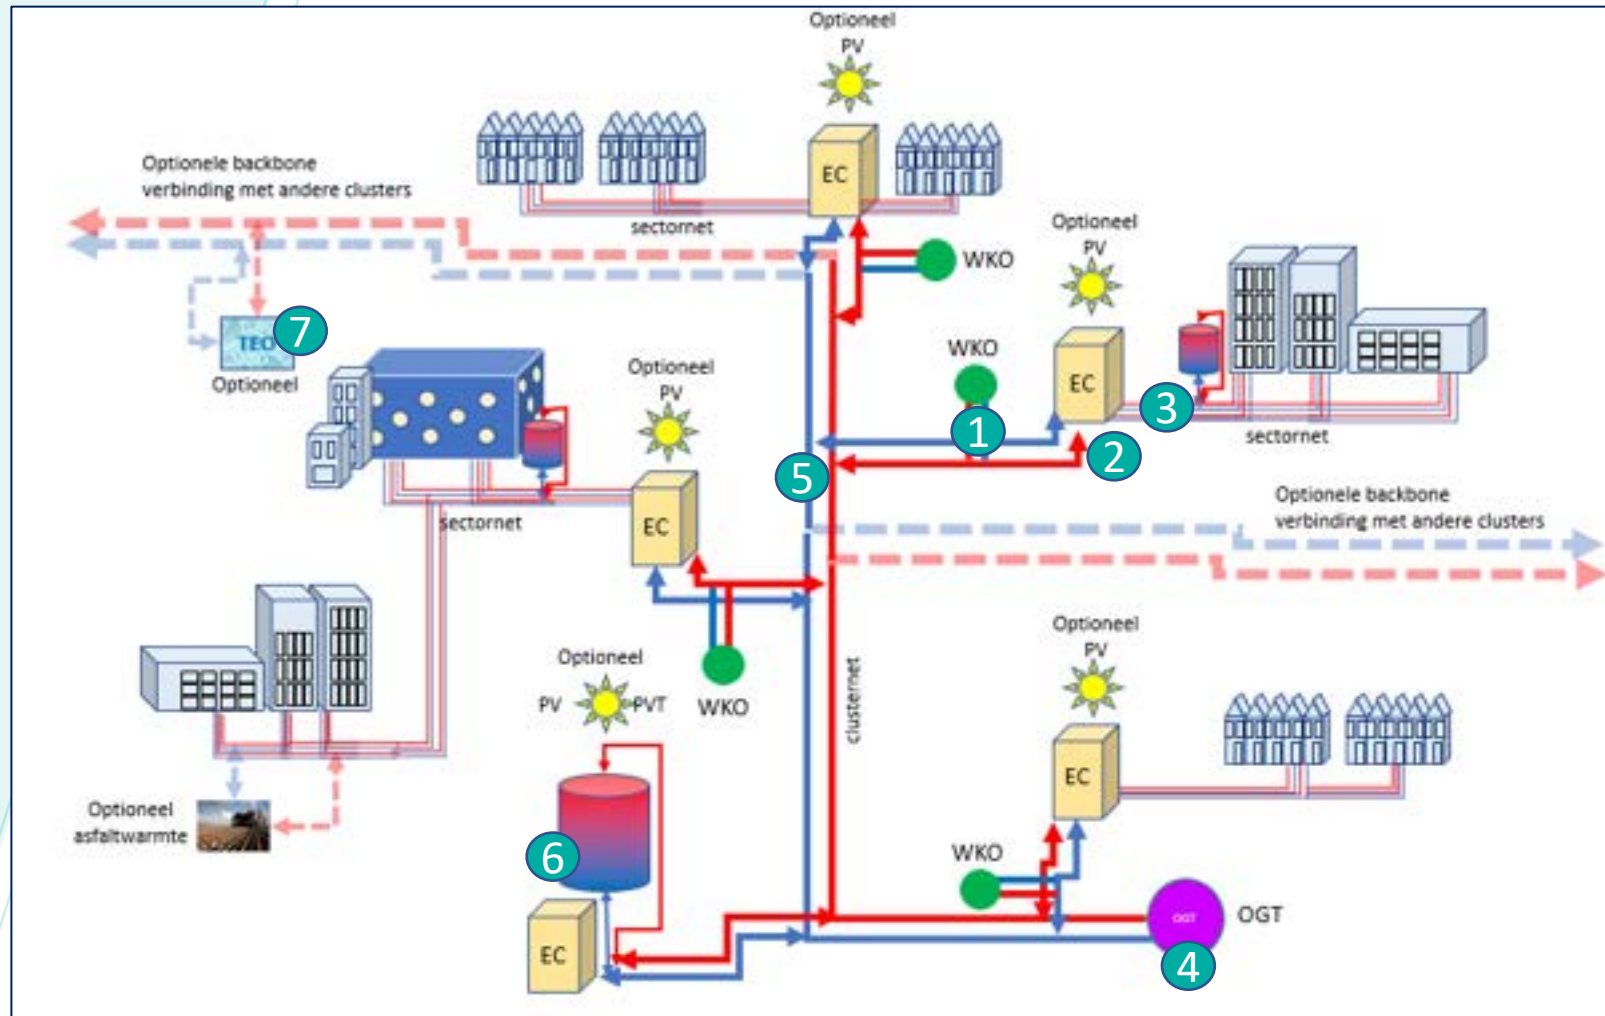 Optioneel
PV
EC
Optionele backbone
verbinding met andere clusters
sectornet
WKO
Optioneel
PV
7
TEO
Optioneel
WKO
EC
3
1
2
sectornet
Optioneel
PV
5
sectornet
EC
Optionele backbone
verbinding met andere clusters
Optioneel
PV
Optioneel
PV
PVT
WKO
clusternet
EC
Optioneel
asfaltwarmte
6
WKO
OGT
OGT
EC
4